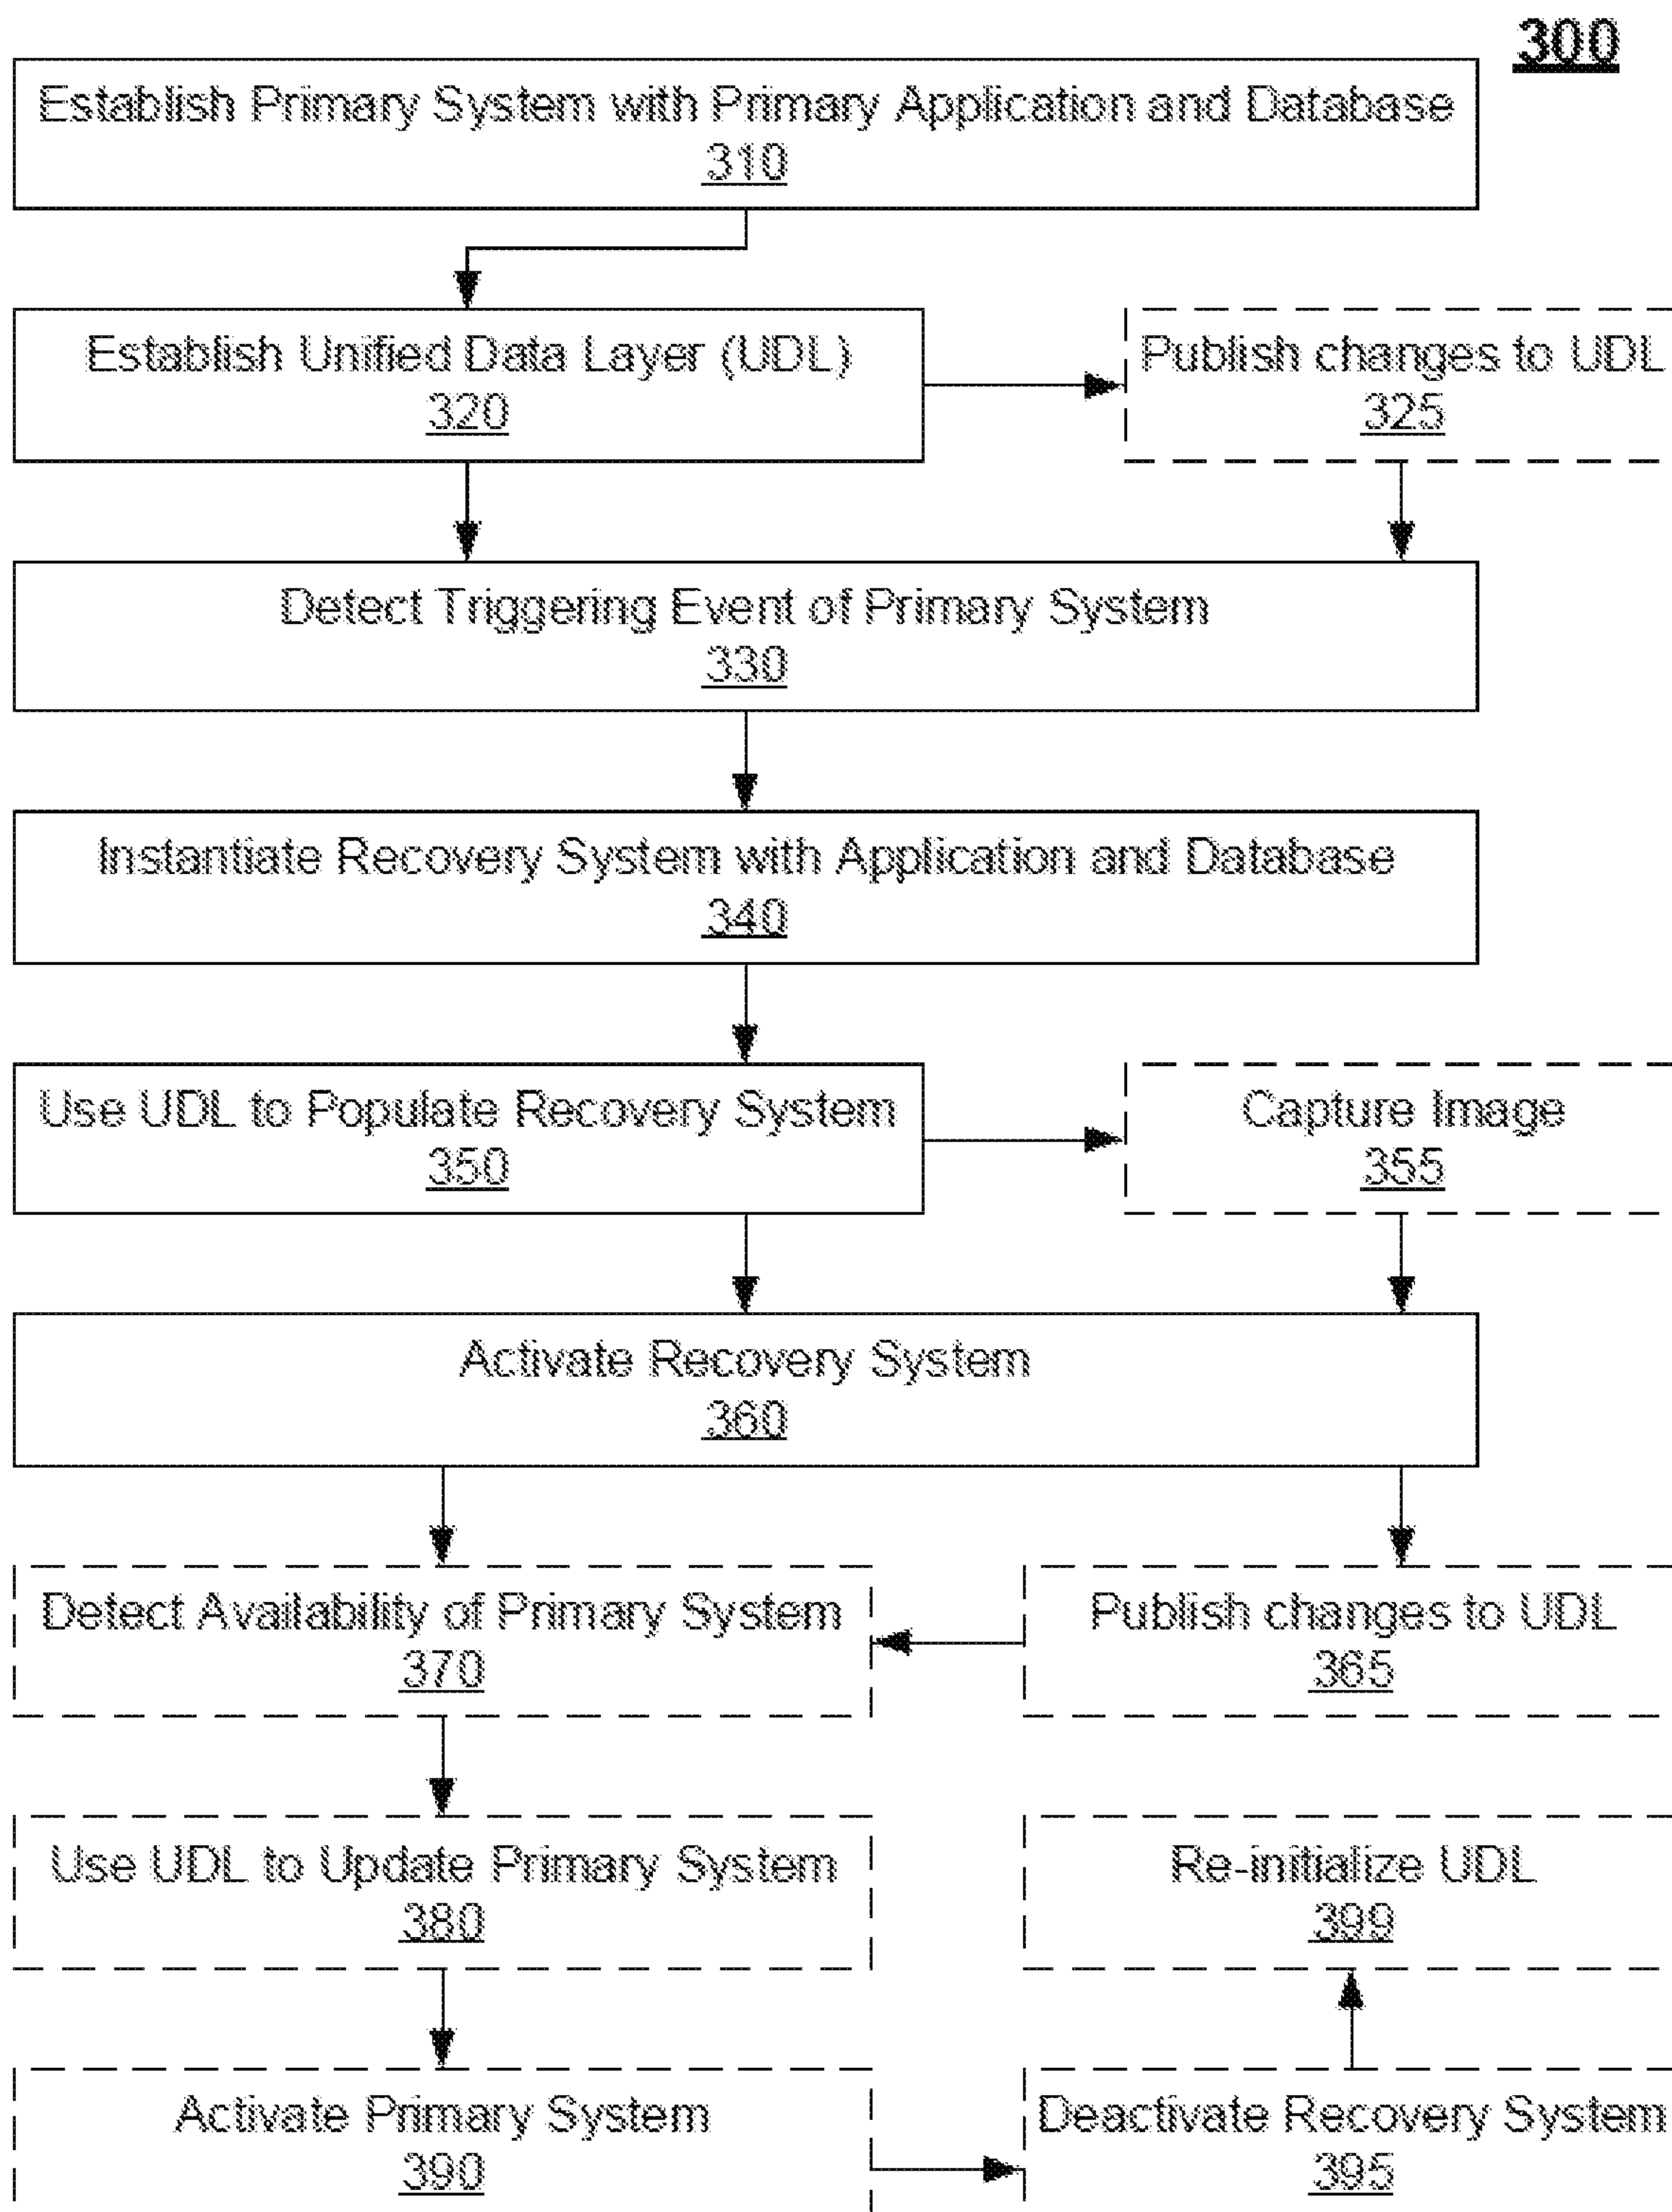 300
Establish Primary System with Primary Application and Database
310
Establish Unified Data Layer (UDL)
320
Publish changes to UDL
325
Detect Triggering Event of Primary System
330
Instantiate Recovery System with Application and Database
340
Use UDL to Populate Recovery System
350
Capture Image
355
Activate Recovery System
360
Detect Availability of Primary System
370
Publish changes to UDL
365
Use UDL to Update Primary System
380
Re-initialize UDL
399
Activate Primary System
390
Deactivate Recovery System
395